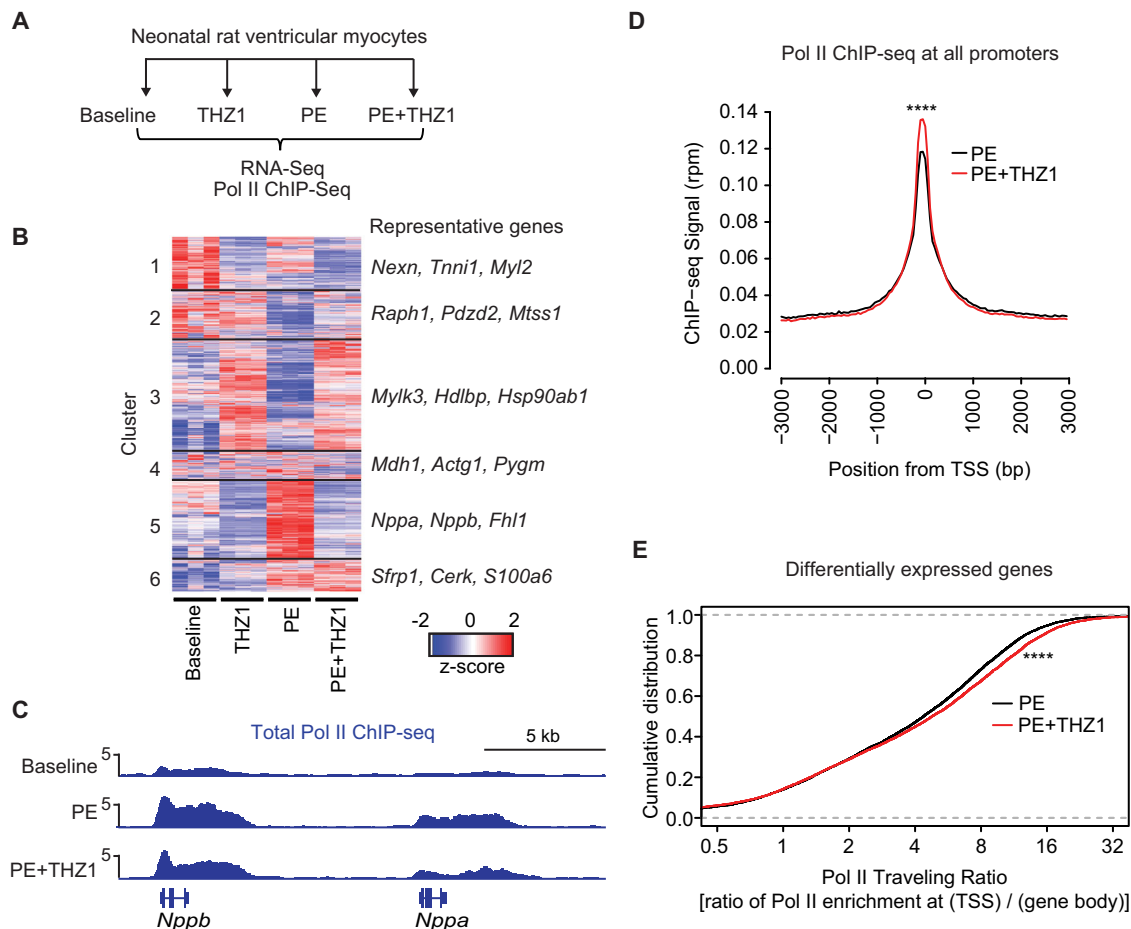 A
Neonatal rat ventricular myocytes
Baseline THZ1 PE PE+THZ1
RNA-Seq
Pol II ChIP-Seq
B
Representative genes
Cluster
1 Nexn, Tnni1, Myl2
2 Raph1, Pdzd2, Mtss1
3 Mylk3, Hdlbp, Hsp90ab1
4 Mdh1, Actg1, Pygm
5 Nppa, Nppb, Fhl1
6 Sfrp1, Cerk, S100a6
Baseline
THZ1
PE
PE+THZ1
-2 0 2
z-score
C
Total Pol II ChIP-seq
5 kb
Baseline 5
PE 5
PE+THZ1 5
Nppb Nppa
D
Pol II ChIP-seq at all promoters
ChIP−seq Signal (rpm)
0.14
0.12
0.10
0.08
0.06
0.04
0.02
0.00
****
PE
PE+THZ1
−3000 −2000 −1000 0 1000 2000 3000
Position from TSS (bp)
E
Differentially expressed genes
Cumulative distribution
1.0
0.8
0.6
0.4
0.2
0.0
****
PE
PE+THZ1
0.5 1 2 4 8 16 32
Pol II Traveling Ratio
[ratio of Pol II enrichment at (TSS) / (gene body)]